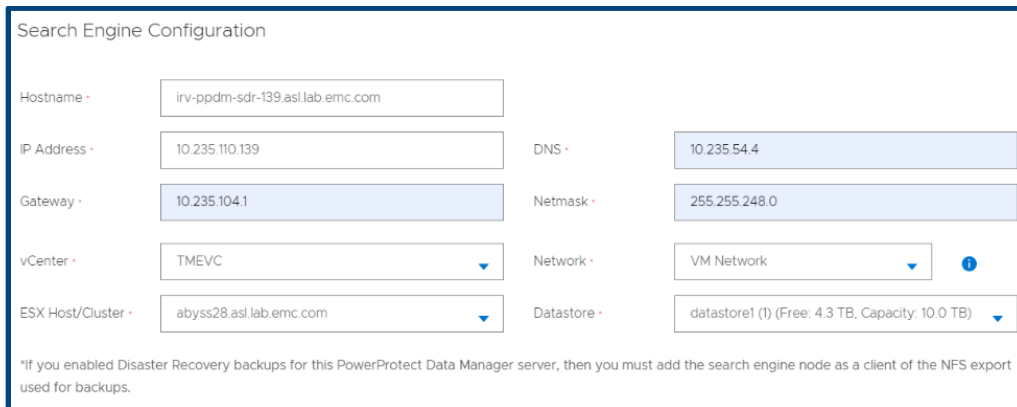 Search Engine Configuration
Hostname * irv-ppdm-sdr-139.asl.lab.emc.com
IP Address * 10.235.110.139 DNS * 10.235.54.4
Gateway * 10.235.104.1 Netmask * 255.255.248.0
vCenter * TMEVC Network * VM Network i
ESX Host/Cluster * abyss28.asl.lab.emc.com Datastore * datastore1 (1) (Free: 4.3 TB, Capacity: 10.0 TB)
*If you enabled Disaster Recovery backups for this PowerProtect Data Manager server, then you must add the search engine node as a client of the NFS export
used for backups.